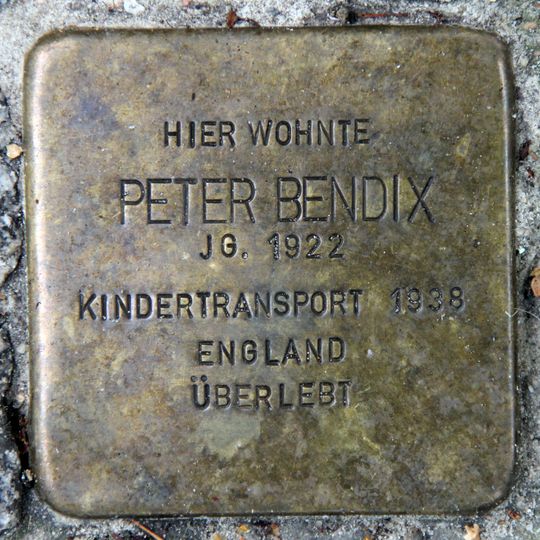 HIER WOHNTE
PETER BENDIX
JG. 1922
KINDERTRANSPORT 1938
ENGLAND
ÜBERLEBT